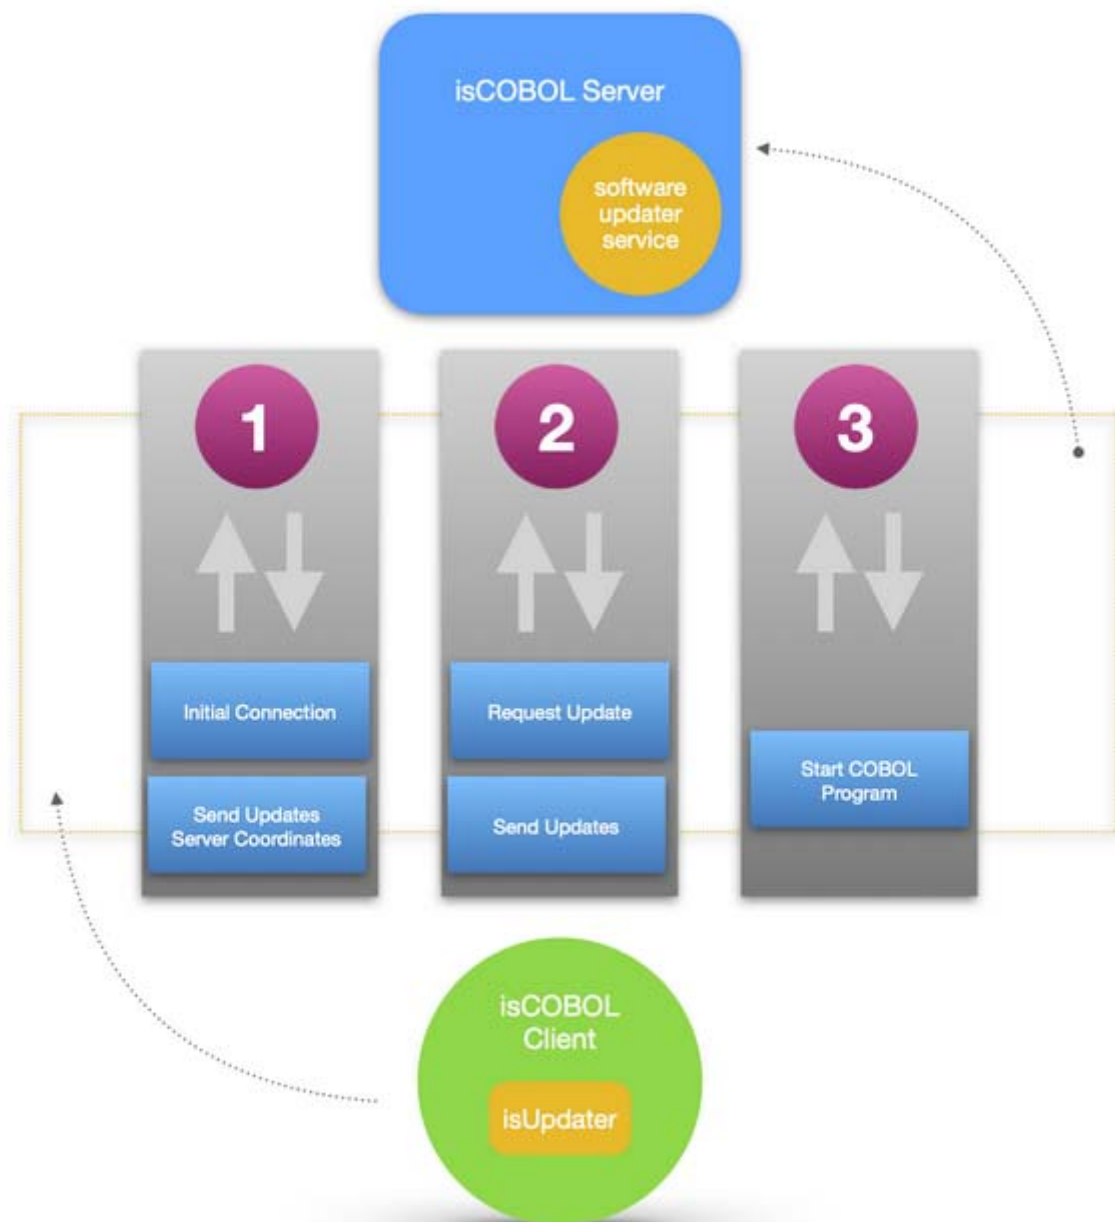 isCOBOL Server
software
updater
service
1
2
3
Initial Connection
Send Updates
Server Coordinates
Request Update
Send Updates
Start COBOL
Program
isCOBOL
Client
isUpdater